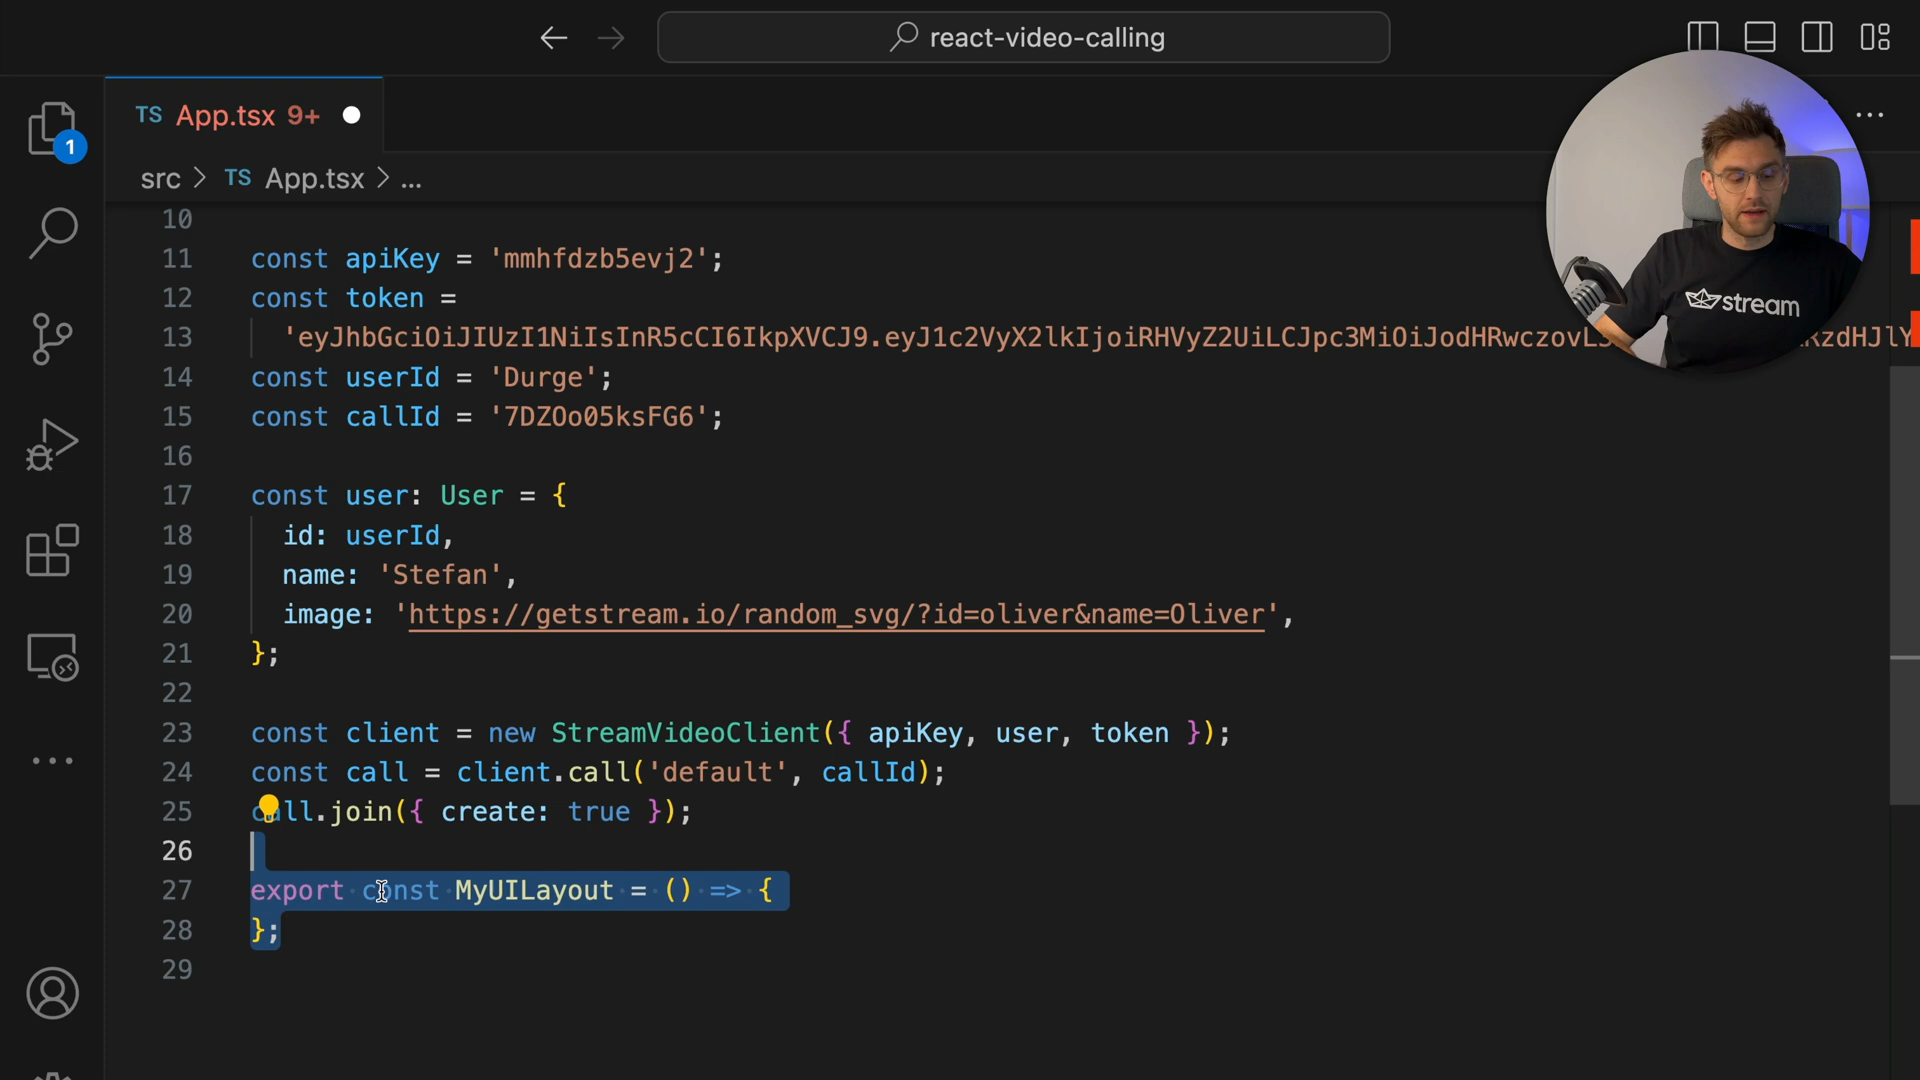 react-video-calling
TS App.tsx 9+
1
src > TS App.tsx > ...
stream
10
11 const apiKey = 'mmhfdzb5evj2';
12 const token =
13 'eyJhbGciOiJIUzI1NiIsInR5cCI6IkpXVCJ9.eyJ1c2VyX2lkIjoiRHVyZ2UiLCJpc3MiOiJodHRwczovL
14 const userId = 'Durge';
15 const callId = '7DZOo05ksFG6';
16
17 const user: User = {
18 id: userId,
19 name: 'Stefan',
20 image: 'https://getstream.io/random_svg/?id=oliver&name=Oliver',
21 };
22
23 const client = new StreamVideoClient({ apiKey, user, token });
24 const call = client.call('default', callId);
25 call.join({ create: true });
26
27 export const MyUILayout = () => {
28 };
29